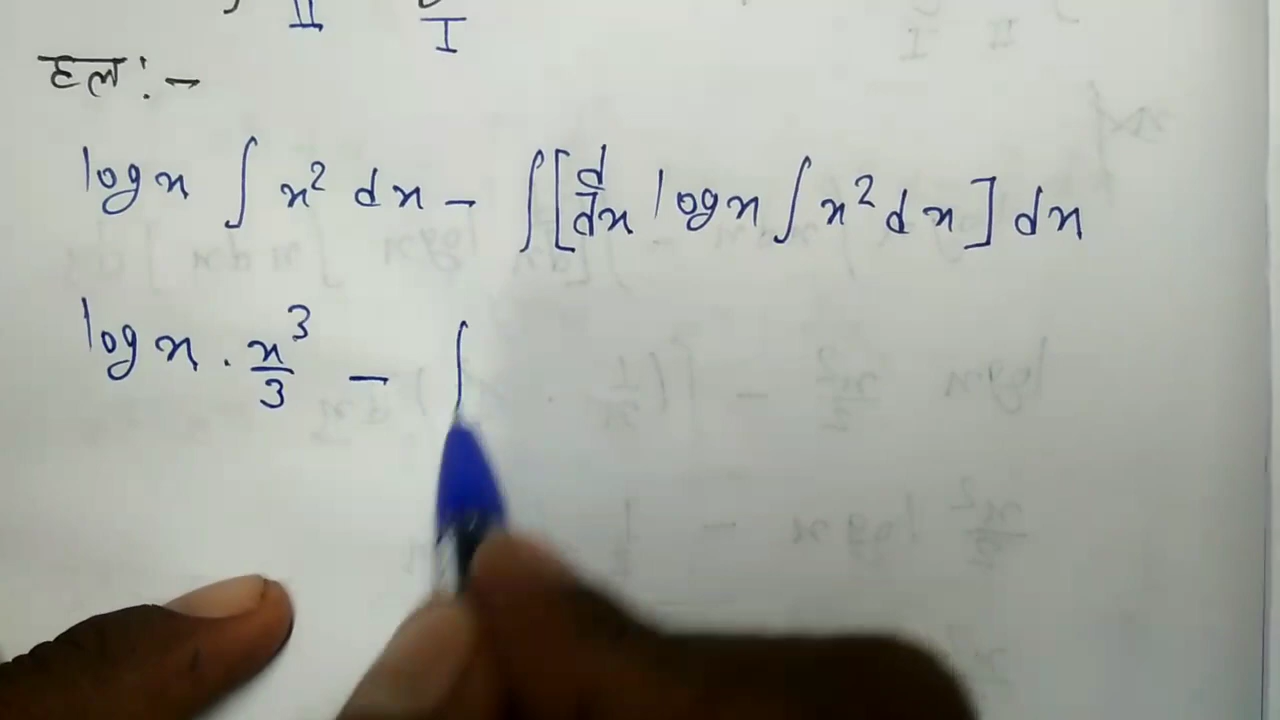 II I
हल :-
log x ∫ x² dx - ∫ [ d/dx log x ∫ x² dx ] dx
log x . x³/3 - ∫